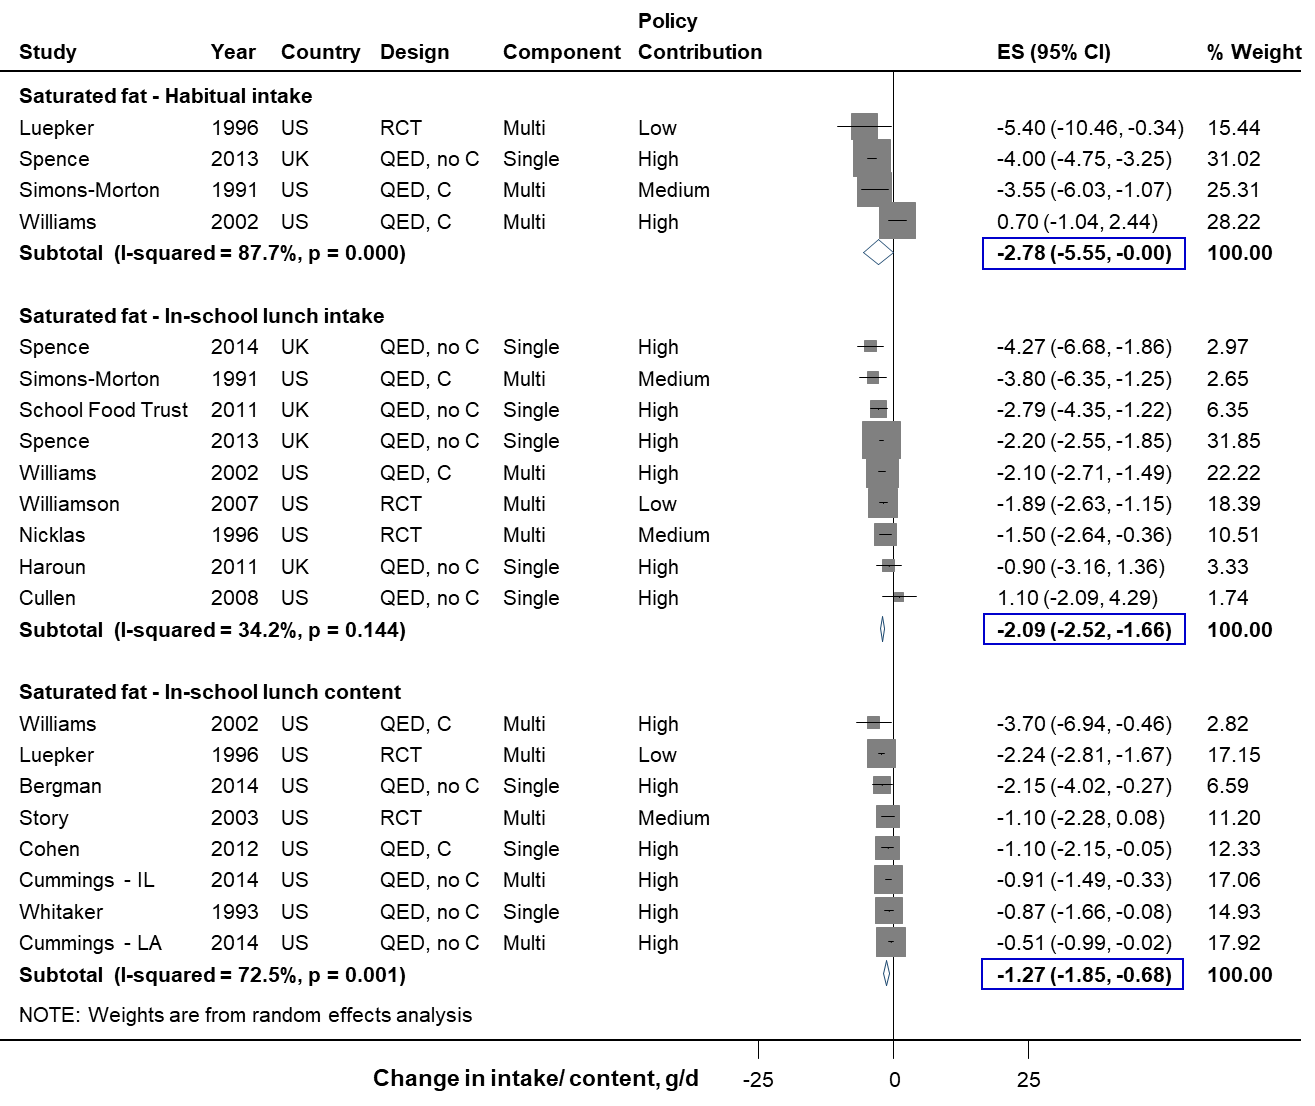 Policy
Study Year Country Design Component Contribution ES (95% CI) % Weight
Saturated fat - Habitual intake
Luepker 1996 US RCT Multi Low -5.40 (-10.46, -0.34) 15.44
Spence 2013 UK QED, no C Single High -4.00 (-4.75, -3.25) 31.02
Simons-Morton 1991 US QED, C Multi Medium -3.55 (-6.03, -1.07) 25.31
Williams 2002 US QED, C Multi High 0.70 (-1.04, 2.44) 28.22
Subtotal (I-squared = 87.7%, p = 0.000) -2.78 (-5.55, -0.00) 100.00
Saturated fat - In-school lunch intake
Spence 2014 UK QED, no C Single High -4.27 (-6.68, -1.86) 2.97
Simons-Morton 1991 US QED, C Multi Medium -3.80 (-6.35, -1.25) 2.65
School Food Trust 2011 UK QED, no C Single High -2.79 (-4.35, -1.22) 6.35
Spence 2013 UK QED, no C Single High -2.20 (-2.55, -1.85) 31.85
Williams 2002 US QED, C Multi High -2.10 (-2.71, -1.49) 22.22
Williamson 2007 US RCT Multi Low -1.89 (-2.63, -1.15) 18.39
Nicklas 1996 US RCT Multi Medium -1.50 (-2.64, -0.36) 10.51
Haroun 2011 UK QED, no C Single High -0.90 (-3.16, 1.36) 3.33
Cullen 2008 US QED, no C Single High 1.10 (-2.09, 4.29) 1.74
Subtotal (I-squared = 34.2%, p = 0.144) -2.09 (-2.52, -1.66) 100.00
Saturated fat - In-school lunch content
Williams 2002 US QED, C Multi High -3.70 (-6.94, -0.46) 2.82
Luepker 1996 US RCT Multi Low -2.24 (-2.81, -1.67) 17.15
Bergman 2014 US QED, no C Single High -2.15 (-4.02, -0.27) 6.59
Story 2003 US RCT Multi Medium -1.10 (-2.28, 0.08) 11.20
Cohen 2012 US QED, C Single High -1.10 (-2.15, -0.05) 12.33
Cummings - IL 2014 US QED, no C Multi High -0.91 (-1.49, -0.33) 17.06
Whitaker 1993 US QED, no C Single High -0.87 (-1.66, -0.08) 14.93
Cummings - LA 2014 US QED, no C Multi High -0.51 (-0.99, -0.02) 17.92
Subtotal (I-squared = 72.5%, p = 0.001) -1.27 (-1.85, -0.68) 100.00
NOTE: Weights are from random effects analysis
Change in intake/ content, g/d -25 0 25